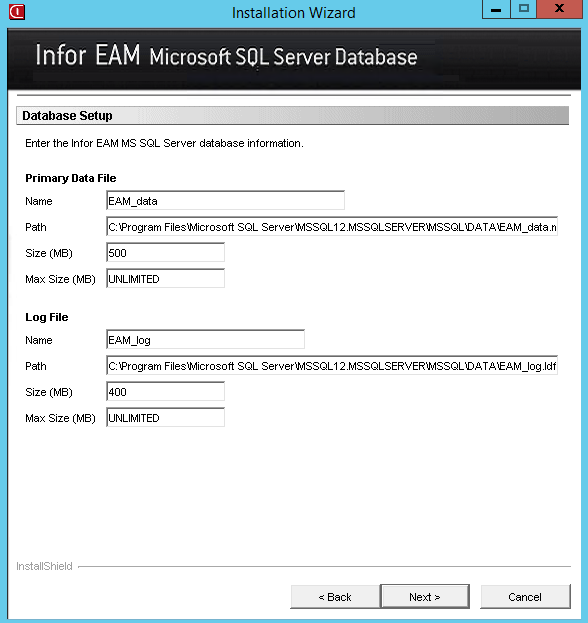 Installation Wizard
Infor EAM Microsoft SQL Server Database
Database Setup
Enter the Infor EAM MS SQL Server database information.
Primary Data File
Name EAM_data
Path C:\Program Files\Microsoft SQL Server\MSSQL12.MSSQLSERVER\MSSQL\DATA\EAM_data.m
Size (MB) 500
Max Size (MB) UNLIMITED
Log File
Name EAM_log
Path C:\Program Files\Microsoft SQL Server\MSSQL12.MSSQLSERVER\MSSQL\DATA\EAM_log.ldf
Size (MB) 400
Max Size (MB) UNLIMITED
InstallShield
< Back Next > Cancel